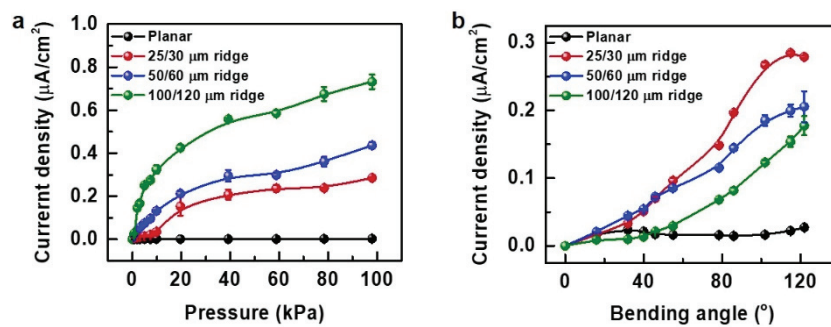 a
Currernt density (μA/cm²)
1.0
0.8
0.6
0.4
0.2
0.0
Planar
25/30 μm ridge
50/60 μm ridge
100/120 μm ridge
0 20 40 60 80 100
Pressure (kPa)
b
Currernt density (μA/cm²)
0.3
0.2
0.1
0.0
Planar
25/30 μm ridge
50/60 μm ridge
100/120 μm ridge
0 40 80 120
Bending angle (°)